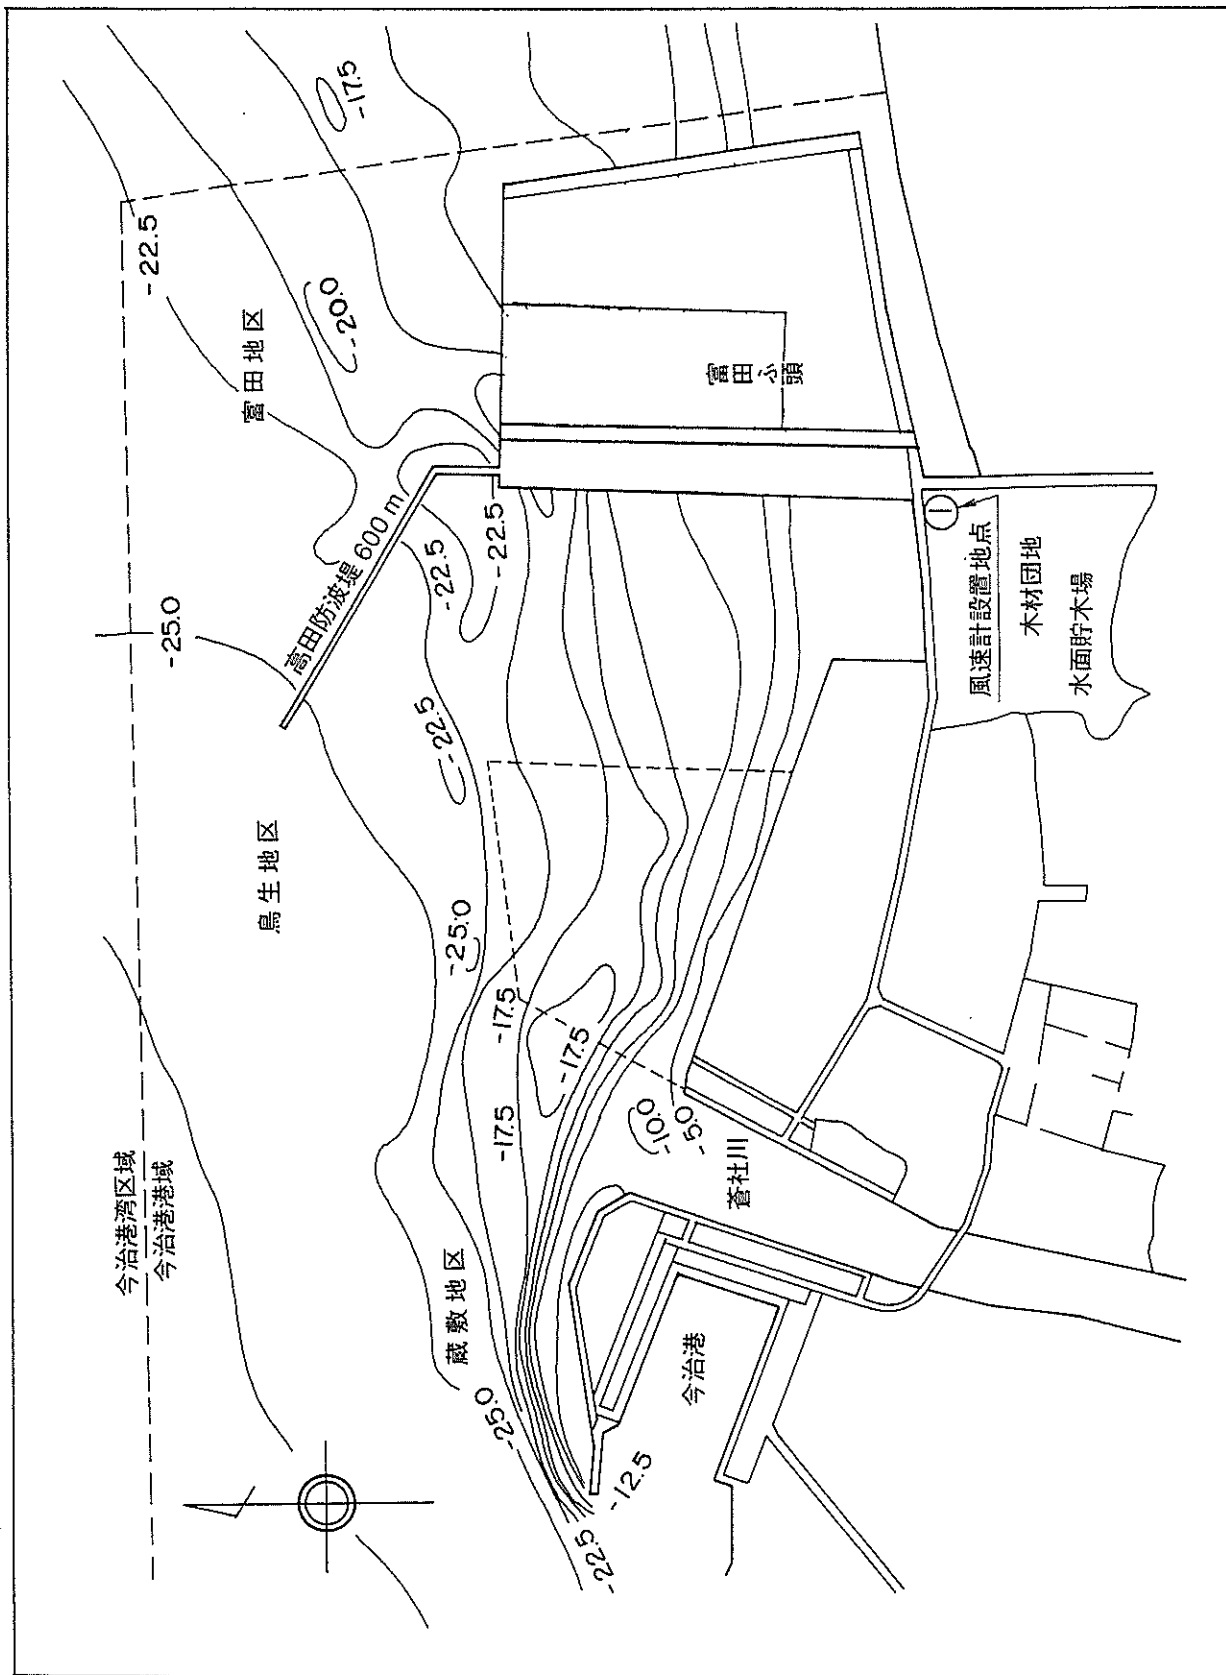 今治港湾区域
今治港港域
-22.5
-25.0
富田地区
鳥生地区
-17.5
-20.0
高田防波堤 600 m
-22.5
-22.5
-22.5
-25.0
蔵敷地区
-17.5
-17.5
-17.5
-25.0
-22.5
-12.5
-10.0
-5.0
今治港
蒼社川
富田ふ頭
①
風速計設置地点
木材団地
水面貯木場